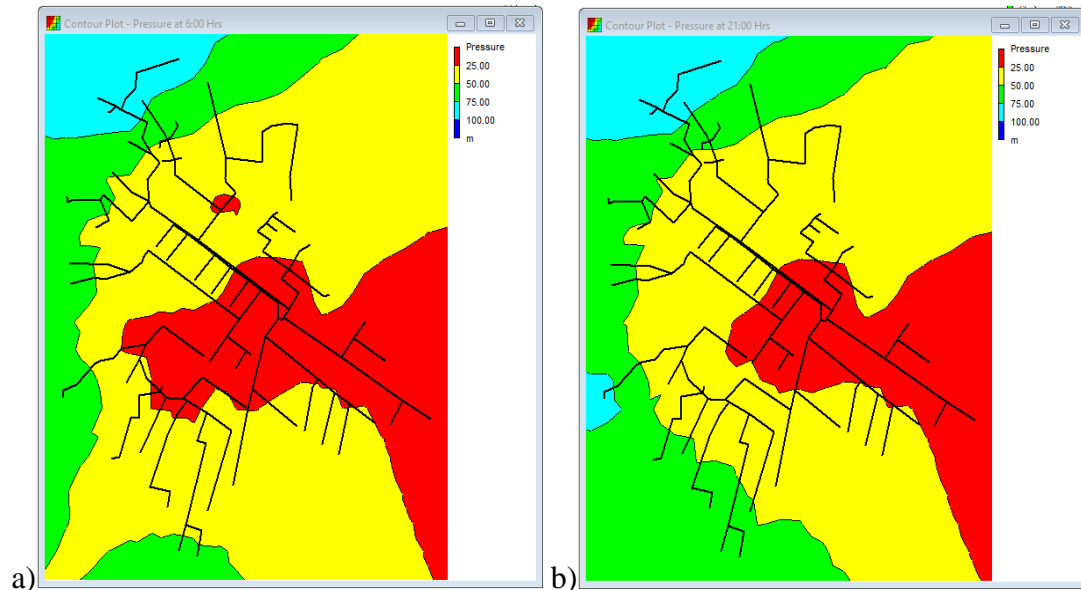 Contour Plot - Pressure at 6:00 Hrs
Pressure
25.00
50.00
75.00
100.00
m
a)
Contour Plot - Pressure at 21:00 Hrs
Pressure
25.00
50.00
75.00
100.00
m
b)